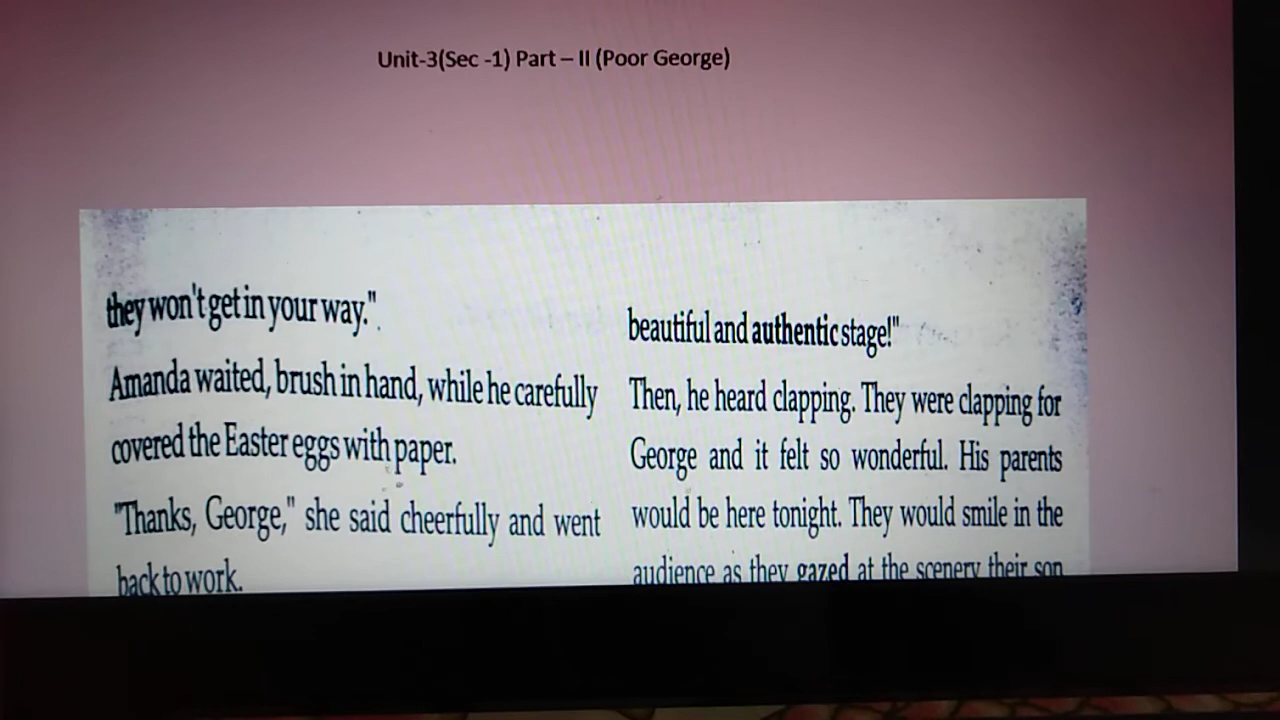 Unit-3(Sec -1) Part – II (Poor George)
they won't get in your way."
Amanda waited, brush in hand, while he carefully
covered the Easter eggs with paper.
"Thanks, George," she said cheerfully and went
back to work.
beautiful and authentic stage!"
Then, he heard clapping. They were clapping for
George and it felt so wonderful. His parents
would be here tonight. They would smile in the
audience as they gazed at the scenery their son